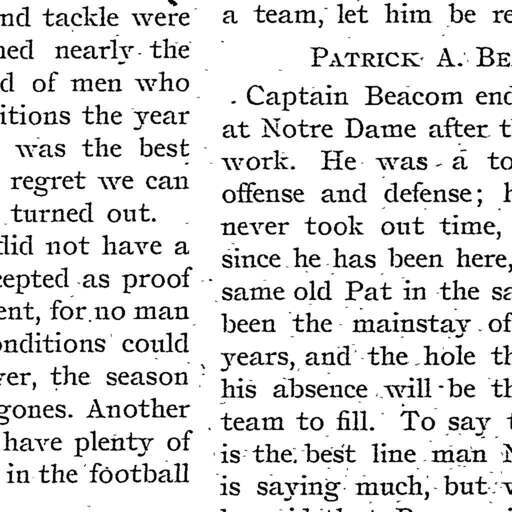 nd tackle were
ned nearly the
d of men who
itions the year
was the best
regret we can
turned out.
did not have a
cepted as proof
ent, for no man
onditions could
ver, the season
gones. Another
have plenty of
in the football
a team, let him be re
PATRICK A. BE
Captain Beacom end
at Notre Dame after t
work. He was a to
offense and defense; h
never took out time,
since he has been here,
same old Pat in the sa
been the mainstay of
years, and the hole th
his absence will be th
team to fill. To say t
is the best line man N
is saying much, but w